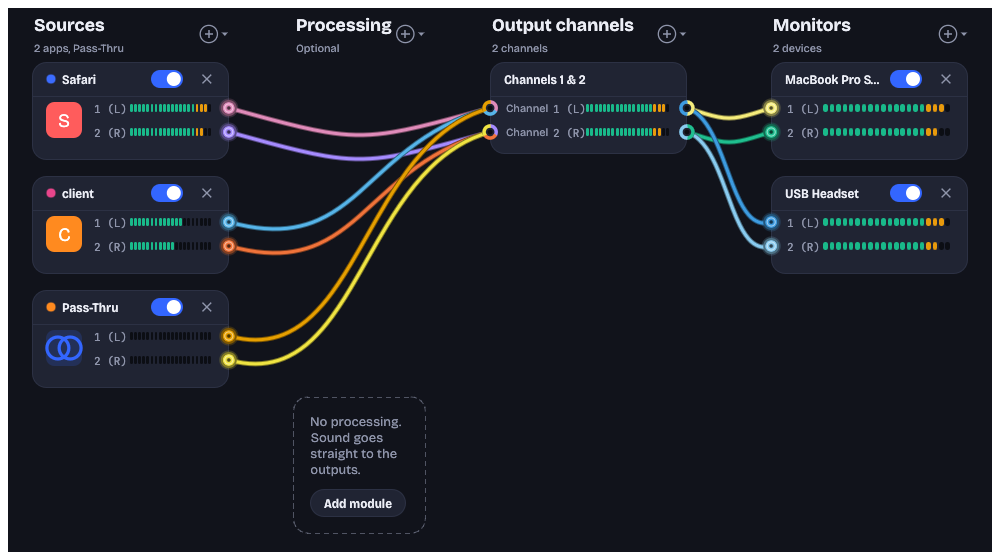 Sources
2 apps, Pass-Thru
Processing
Optional
Output channels
2 channels
Monitors
2 devices
Safari
S
1 (L)
2 (R)
client
C
1 (L)
2 (R)
Pass-Thru
1 (L)
2 (R)
No processing.
Sound goes
straight to the
outputs.
Add module
Channels 1 & 2
Channel 1 (L)
Channel 2 (R)
MacBook Pro S...
1 (L)
2 (R)
USB Headset
1 (L)
2 (R)